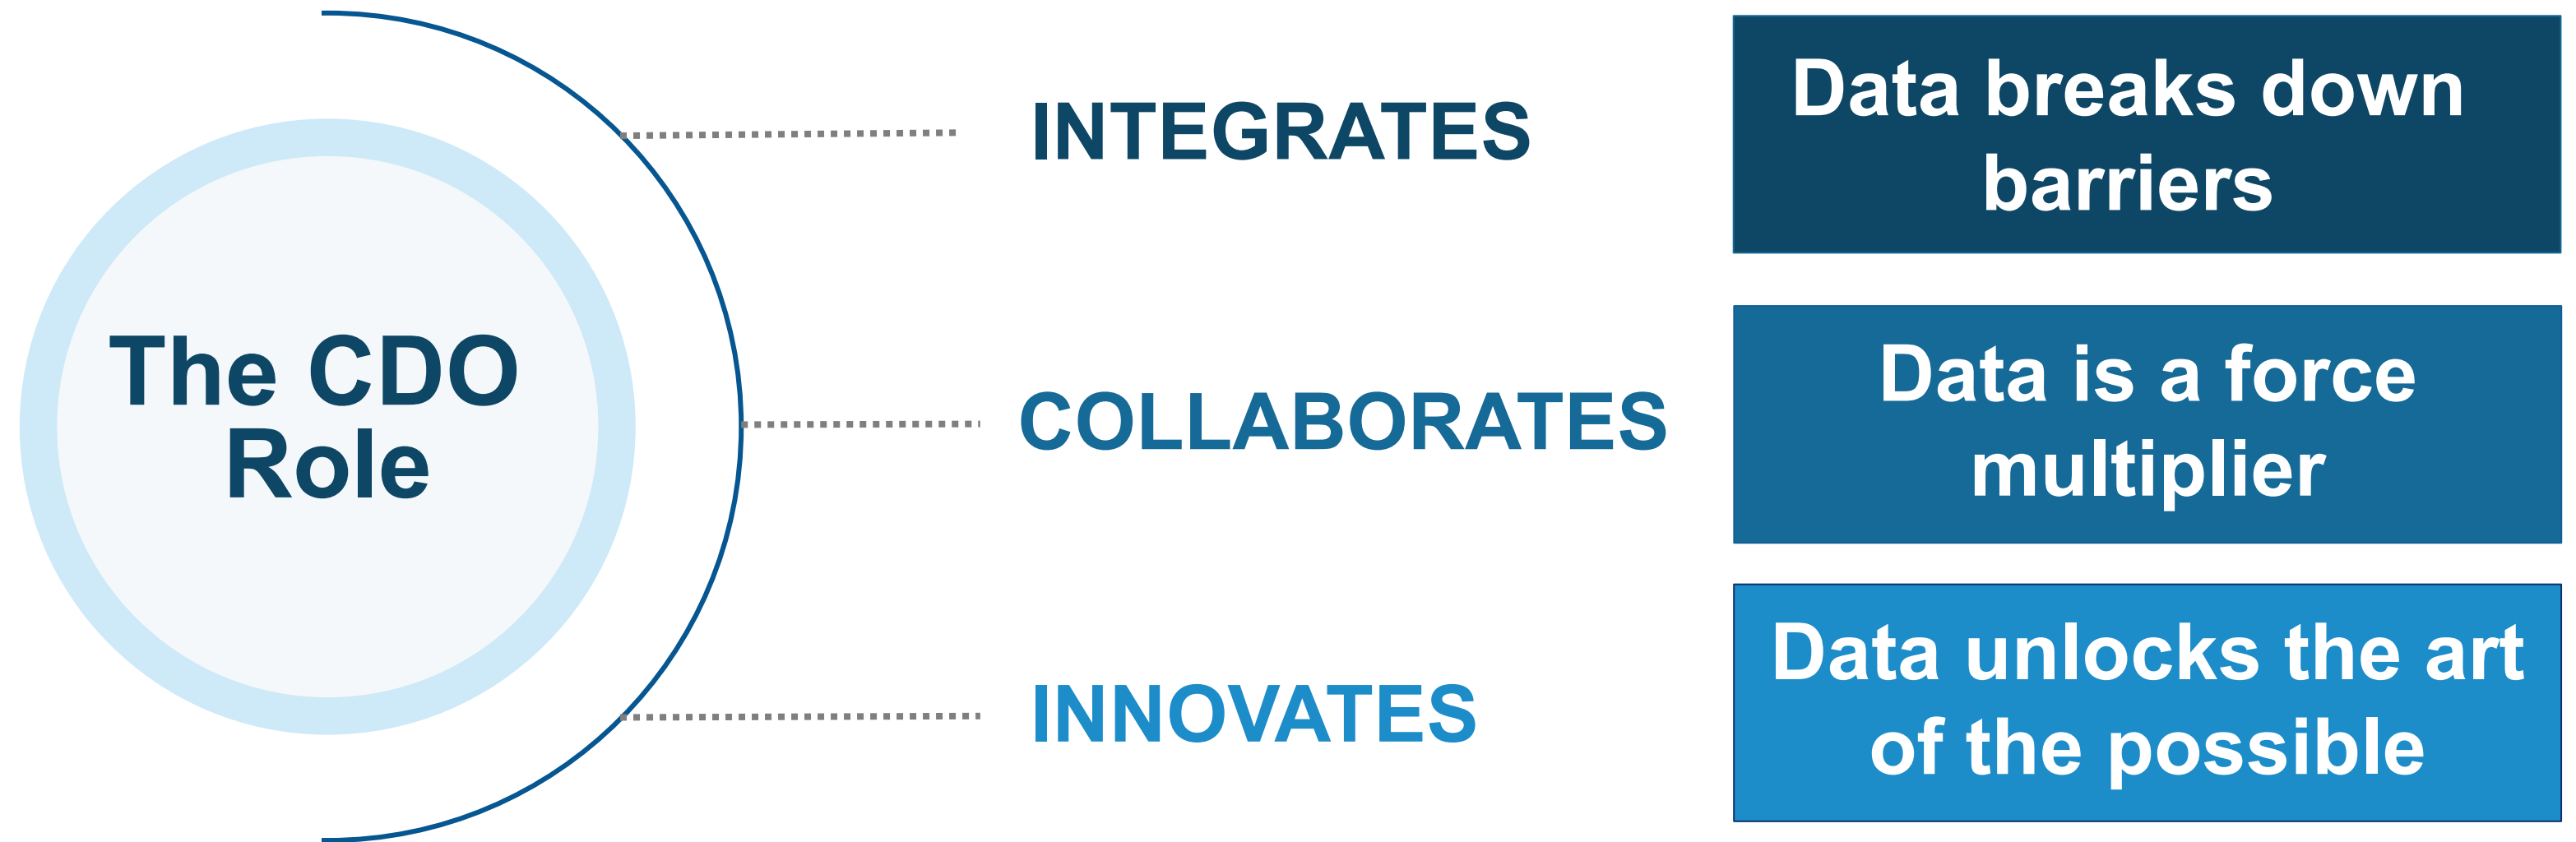 The CDO
Role
INTEGRATES
Data breaks down
barriers
COLLABORATES
Data is a force
multiplier
INNOVATES
Data unlocks the art
of the possible